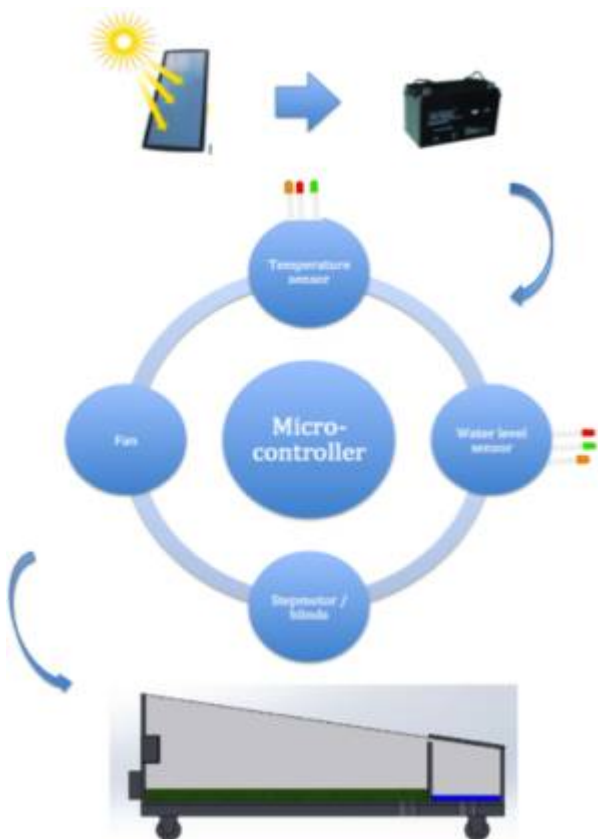 Temperature
sensor
Fan
Micro-
controller
Water level
sensor
Stepmotor /
blinds